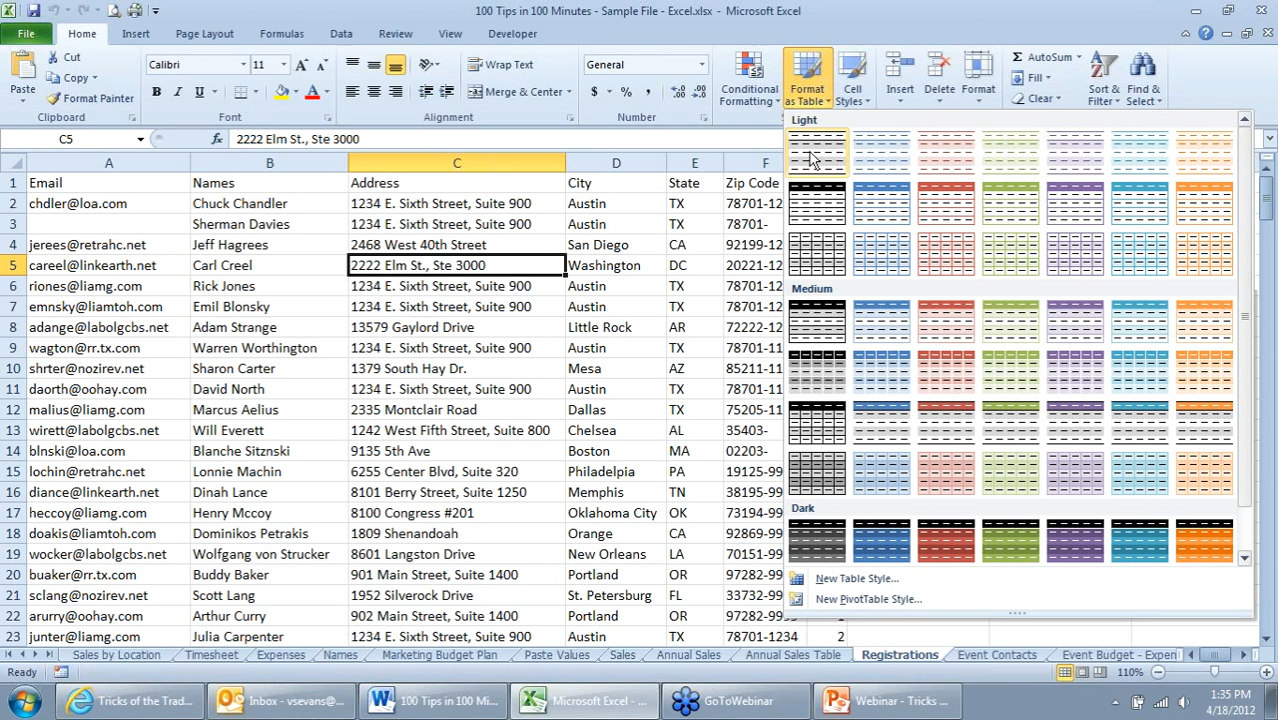 100 Tips in 100 Minutes - Sample File - Excel.xlsx - Microsoft Excel
File Home Insert Page Layout Formulas Data Review View Developer
Paste
Cut
Copy
Format Painter
Clipboard
Calibri 11
B I U
Font
Wrap Text
Merge & Center
Alignment
General
$ % ,
Number
Conditional Formatting
Format as Table
Cell Styles
Insert
Delete
Format
AutoSum
Fill
Clear
Sort & Filter
Find & Select
C5 fx 2222 Elm St., Ste 3000
A B C D E F
1 Email Names Address City State Zip Code
2 chdler@loa.com Chuck Chandler 1234 E. Sixth Street, Suite 900 Austin TX 78701-12
3 Sherman Davies 1234 E. Sixth Street, Suite 900 Austin TX 78701-
4 jerees@retrahc.net Jeff Hagrees 2468 West 40th Street San Diego CA 92199-12
5 careel@linkearth.net Carl Creel 2222 Elm St., Ste 3000 Washington DC 20221-12
6 riones@liamg.com Rick Jones 1234 E. Sixth Street, Suite 900 Austin TX 78701-12
7 emnsky@liamtoh.com Emil Blonsky 1234 E. Sixth Street, Suite 900 Austin TX 78701-12
8 adange@labolgcbs.net Adam Strange 13579 Gaylord Drive Little Rock AR 72222-12
9 wagton@rr.tx.com Warren Worthington 1234 E. Sixth Street, Suite 900 Austin TX 78701-12
10 shrter@nozirev.net Sharon Carter 1379 South Hay Dr. Mesa AZ 85211-11
11 daorth@oohay.com David North 1234 E. Sixth Street, Suite 900 Austin TX 78701-12
12 malius@liamg.com Marcus Aelius 2335 Montclair Road Dallas TX 75205-11
13 wirett@labolgcbs.net Will Everett 1242 West Fifth Street, Suite 800 Chelsea AL 35403-
14 blnski@loa.com Blanche Sitznski 9135 5th Ave Boston MA 02203-
15 lochin@retrahc.net Lonnie Machin 6255 Center Blvd, Suite 320 Philadelpia PA 19125-99
16 diance@linkearth.net Dinah Lance 8101 Berry Street, Suite 1250 Memphis TN 38195-99
17 heccoy@liamg.com Henry Mccoy 8100 Congress #201 Oklahoma City OK 73194-99
18 doakis@liamtoh.com Dominikos Petrakis 1809 Shenandoah Orange CA 92869-99
19 wocker@labolgcbs.net Wolfgang von Strucker 8601 Langston Drive New Orleans LA 70151-99
20 buaker@rr.tx.com Buddy Baker 901 Main Street, Suite 1400 Portland OR 97282-99
21 sclang@nozirev.net Scott Lang 1952 Silverock Drive St. Petersburg FL 33732-99
22 arurry@oohay.com Arthur Curry 902 Main Street, Suite 1400 Portland OR 97282-99
23 junter@liamg.com Julia Carpenter 1234 E. Sixth Street, Suite 900 Austin TX 78701-1234 2
Light
Medium
Dark
New Table Style...
New PivotTable Style...
Sales by Location Timesheet Expenses Names Marketing Budget Plan Paste Values Sales Annual Sales Annual Sales Table Registrations Event Contacts Event Budget - Expen
Ready 110%
Tricks of the Trad... Inbox - vsevans@... 100 Tips in 100 Mi... Microsoft Excel - ... GoToWebinar Webinar - Tricks ...
1:35 PM
4/18/2012